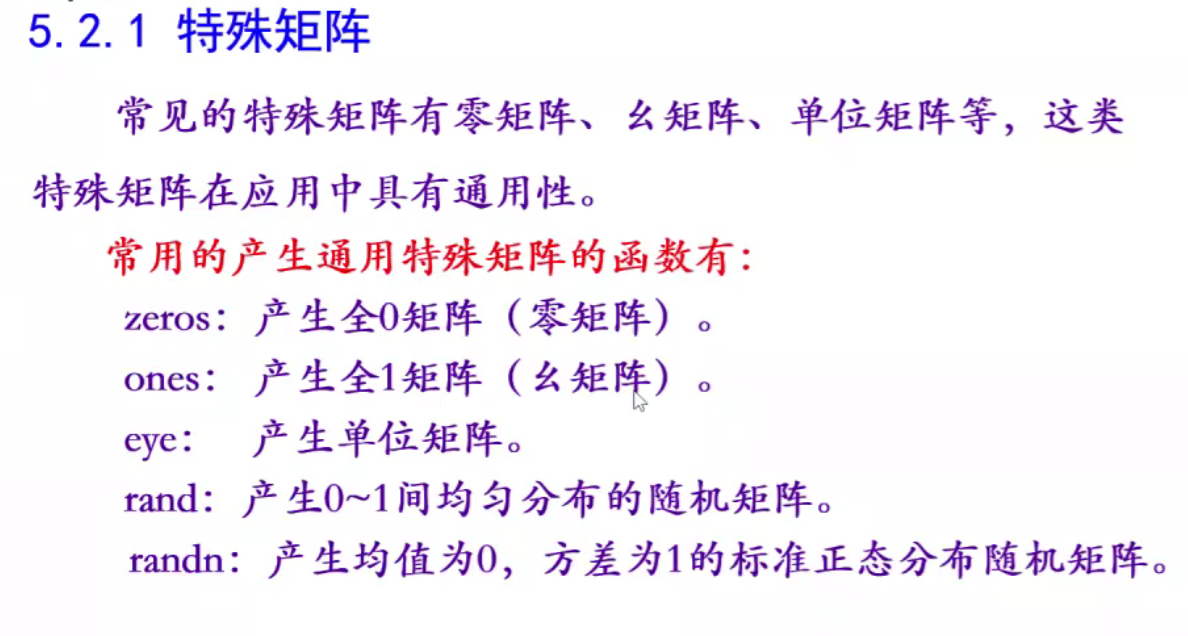 5.2.1 特殊矩阵
常见的特殊矩阵有零矩阵、幺矩阵、单位矩阵等，这类
特殊矩阵在应用中具有通用性。
常用的产生通用特殊矩阵的函数有：
zeros：产生全0矩阵（零矩阵）。
ones： 产生全1矩阵（幺矩阵）。
eye： 产生单位矩阵。
rand：产生0~1间均匀分布的随机矩阵。
randn：产生均值为0，方差为1的标准正态分布随机矩阵。